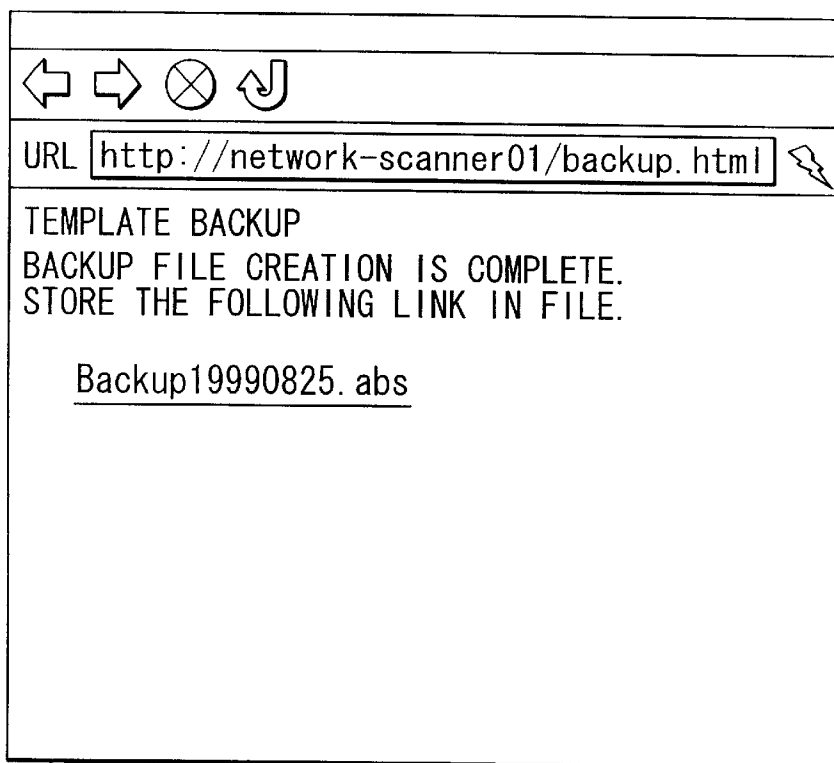 URL http://network-scanner01/backup.html
TEMPLATE BACKUP
BACKUP FILE CREATION IS COMPLETE.
STORE THE FOLLOWING LINK IN FILE.
Backup19990825.abs